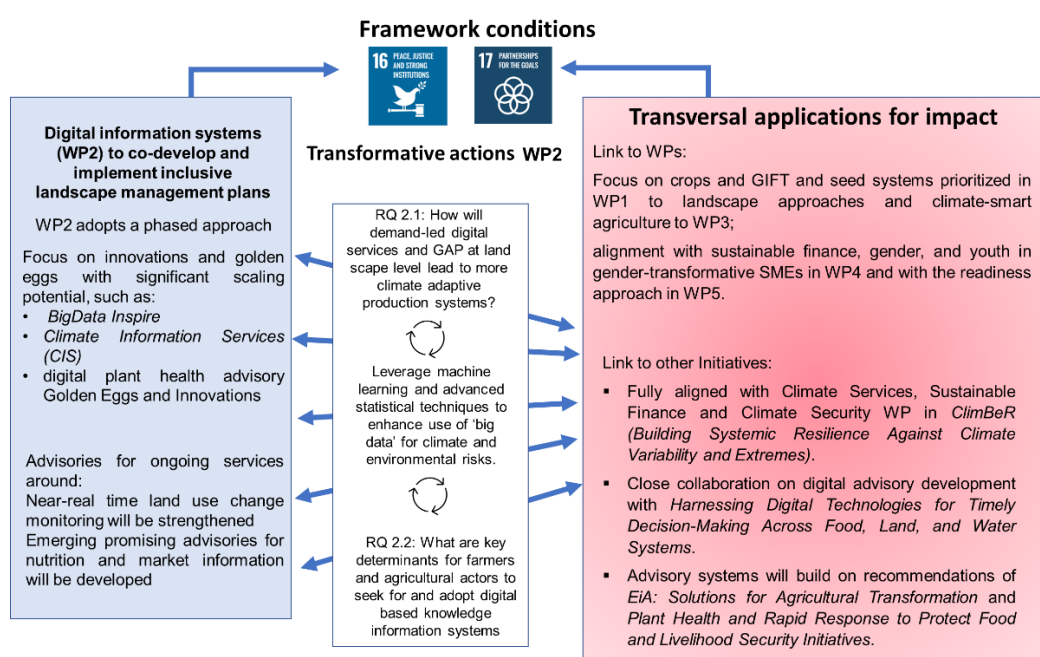 Framework conditions
16 PEACE, JUSTICE
AND STRONG
INSTITUTIONS
17 PARTNERSHIPS
FOR THE GOALS
Digital information systems
(WP2) to co-develop and
implement inclusive
landscape management plans
WP2 adopts a phased approach
Focus on innovations and golden
eggs with significant scaling
potential, such as:
• BigData Inspire
• Climate Information Services
(CIS)
• digital plant health advisory
Golden Eggs and Innovations
Advisories for ongoing services
around:
Near-real time land use change
monitoring will be strengthened
Emerging promising advisories for
nutrition and market information
will be developed
Transformative actions WP2
RQ 2.1: How will
demand-led digital
services and GAP at land
scape level lead to more
climate adaptive
production systems?
Leverage machine
learning and advanced
statistical techniques to
enhance use of ‘big
data’ for climate and
environmental risks.
RQ 2.2: What are key
determinants for farmers
and agricultural actors to
seek for and adopt digital
based knowledge
information systems
Transversal applications for impact
Link to WPs:
Focus on crops and GIFT and seed systems prioritized in
WP1 to landscape approaches and climate-smart
agriculture to WP3;
alignment with sustainable finance, gender, and youth in
gender-transformative SMEs in WP4 and with the readiness
approach in WP5.
Link to other Initiatives:
▪ Fully aligned with Climate Services, Sustainable
Finance and Climate Security WP in ClimBeR
(Building Systemic Resilience Against Climate
Variability and Extremes).
▪ Close collaboration on digital advisory development
with Harnessing Digital Technologies for Timely
Decision-Making Across Food, Land, and Water
Systems.
▪ Advisory systems will build on recommendations of
EiA: Solutions for Agricultural Transformation and
Plant Health and Rapid Response to Protect Food
and Livelihood Security Initiatives.